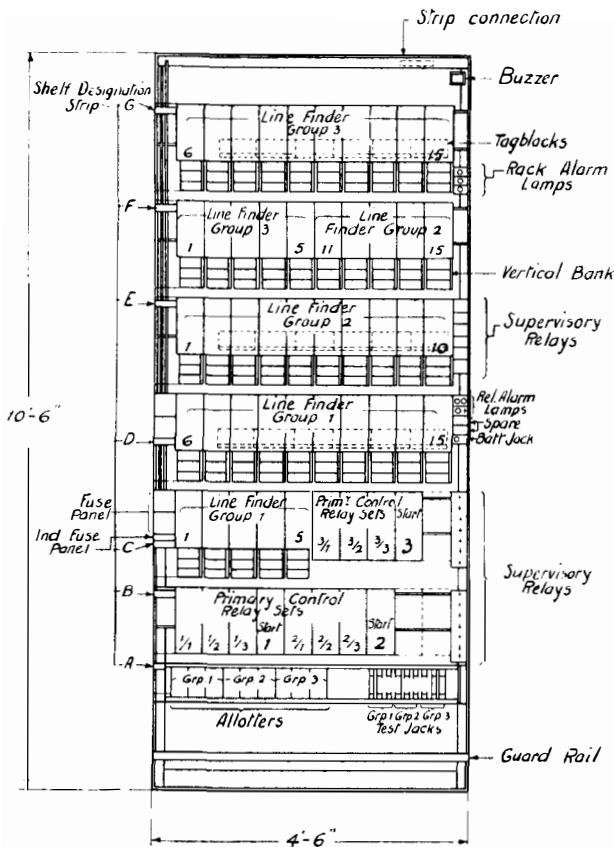 Strip connection
Buzzer
Shelf Designation
Strip
G
Line Finder
Group 3
6
15
Tagblocks
Rack Alarm
Lamps
F
Line Finder
Group 3
Line
Finder Group 2
1
5
11
15
Vertical Bank
E
Line Finder
Group 2
1
10
Supervisory
Relays
10'-6"
Line Finder
Group 1
6
15
Rel. Alarm
Lamps
Spare
Batt Jack
D
Fuse
Panel
Ind Fuse
Panel
C
Line Finder
Group 1
1
5
Prim'y Control
Relay Sets
Start
3/1
3/2
3/3
3
Supervisory
Relays
B
Primary Control
Relay Sets
Start
Start
1/1
1/2
1/3
1
2/1
2/2
2/3
2
A
Grp 1
Grp. 2
Grp. 3
Allotters
Grp 1
Grp 2
Grp 3
Test Jacks
Guard Rail
4'-6"